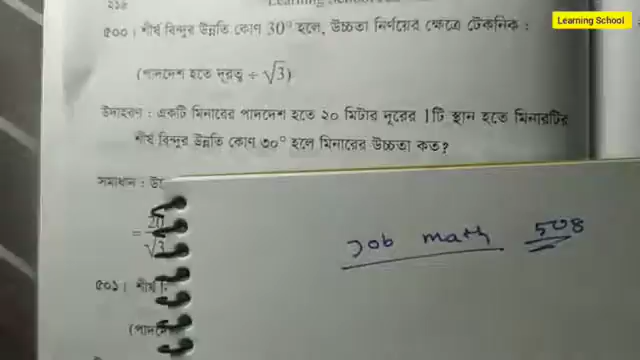 ২১৬
Learning School
৫০০। শীর্ষ বিন্দুর উন্নতি কোণ 30° হলে, উচ্চতা নির্ণয়ের ক্ষেত্রে টেকনিক :
(পাদদেশ হতে দূরত্ব ÷ √3)
উদাহরণ : একটি মিনারের পাদদেশ হতে ২০ মিটার দূরের 1টি স্থান হতে মিনারটির
শীর্ষ বিন্দুর উন্নতি কোণ ৩০° হলে মিনারের উচ্চতা কত?
সমাধান :
= 20/√3
Job math 508
৫০১। শীর্ষ
(পাদদে